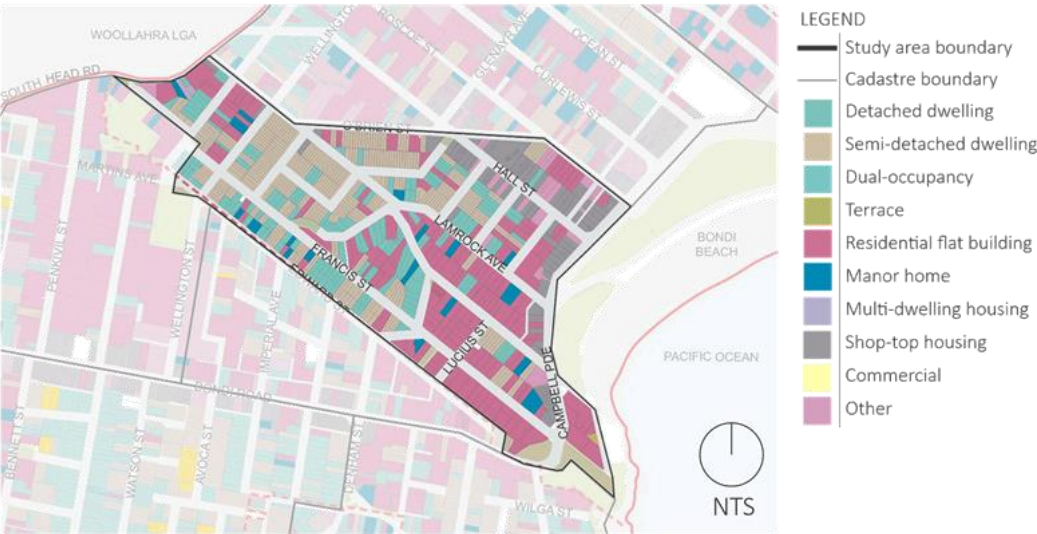 LEGEND
Study area boundary
Cadastre boundary
Detached dwelling
Semi-detached dwelling
Dual-occupancy
Terrace
Residential flat building
Manor home
Multi-dwelling housing
Shop-top housing
Commercial
Other
WOOLLAHRA LGA
SOUTH HEAD RD
WELLINGTON
ROSCOE ST
GLENAYR AVE
OCEAN ST
CURLEWIS ST
O'BRIEN ST
HALL ST
MARTINS AVE
PENKIVIL ST
WELLINGTON ST
IMPERIAL AVE
FRANCIS ST
EDWARD ST
LAMROCK AVE
LUCIUS ST
CAMPBELL PDE
BONDI
BEACH
PACIFIC OCEAN
BONDI ROAD
BENNETT ST
WATSON ST
AVOCA ST
DENHAM ST
WILGA ST
NTS